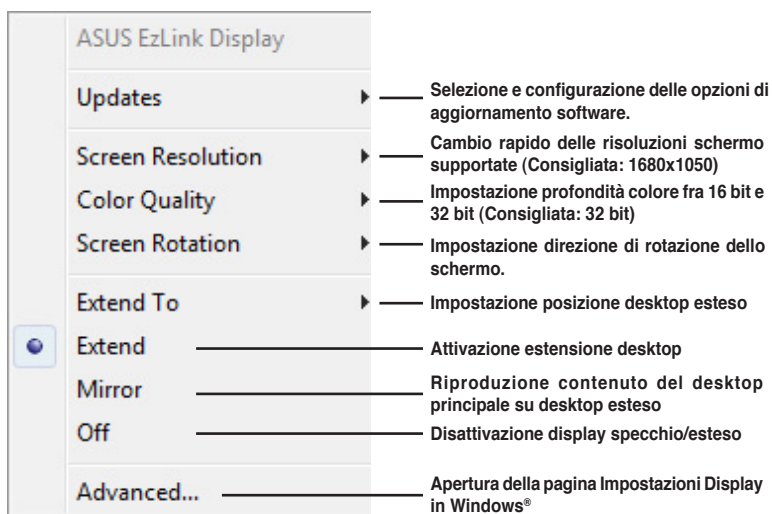 ASUS EzLink Display
Updates
Selezione e configurazione delle opzioni di
aggiornamento software.
Screen Resolution
Cambio rapido delle risoluzioni schermo
supportate (Consigliata: 1680x1050)
Color Quality
Impostazione profondità colore fra 16 bit e
32 bit (Consigliata: 32 bit)
Screen Rotation
Impostazione direzione di rotazione dello
schermo.
Extend To
Impostazione posizione desktop esteso
Extend
Attivazione estensione desktop
Mirror
Riproduzione contenuto del desktop
principale su desktop esteso
Off
Disattivazione display specchio/esteso
Advanced...
Apertura della pagina Impostazioni Display
in Windows®